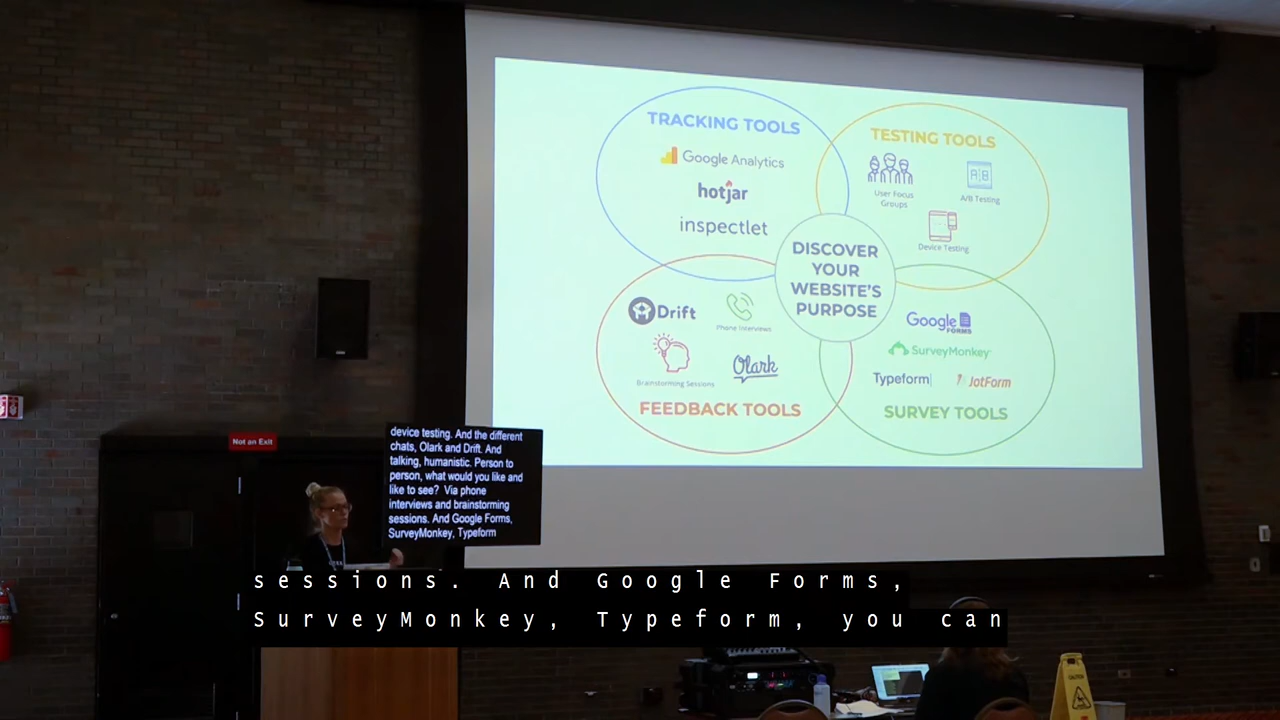 TRACKING TOOLS
Google Analytics
hotjar
inspectlet
TESTING TOOLS
User Focus
Groups
A/B Testing
A|B
Device Testing
DISCOVER
YOUR
WEBSITE'S
PURPOSE
Drift
Phone Interviews
Brainstorming Sessions
Olark
FEEDBACK TOOLS
Google
FORMS
SurveyMonkey
Typeform
JotForm
SURVEY TOOLS
Not an Exit
device testing. And the different
chats, Olark and Drift. And
talking, humanistic. Person to
person, what would you like and
like to see? Via phone
interviews and brainstorming
sessions. And Google Forms,
SurveyMonkey, Typeform
sessions. And Google Forms,
SurveyMonkey, Typeform, you can
CAUTION